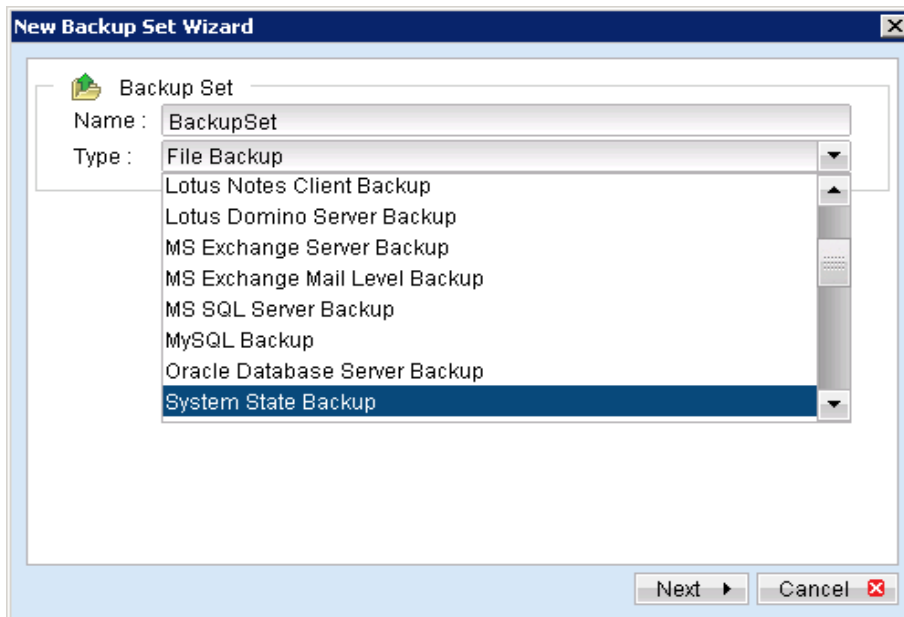 New Backup Set Wizard
Backup Set
Name : BackupSet
Type : File Backup
Lotus Notes Client Backup
Lotus Domino Server Backup
MS Exchange Server Backup
MS Exchange Mail Level Backup
MS SQL Server Backup
MySQL Backup
Oracle Database Server Backup
System State Backup
Next Cancel